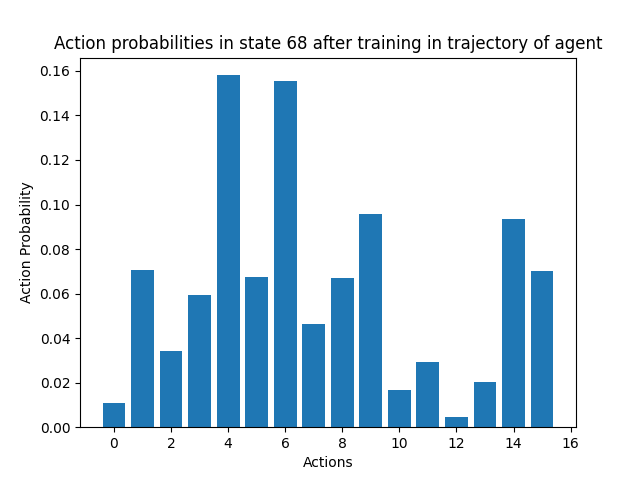 Action probabilities in state 68 after training in trajectory of agent
0.16
0.14
0.12
0.10
0.08
0.06
0.04
0.02
0.00
Action Probability
0 2 4 6 8 10 12 14 16
Actions